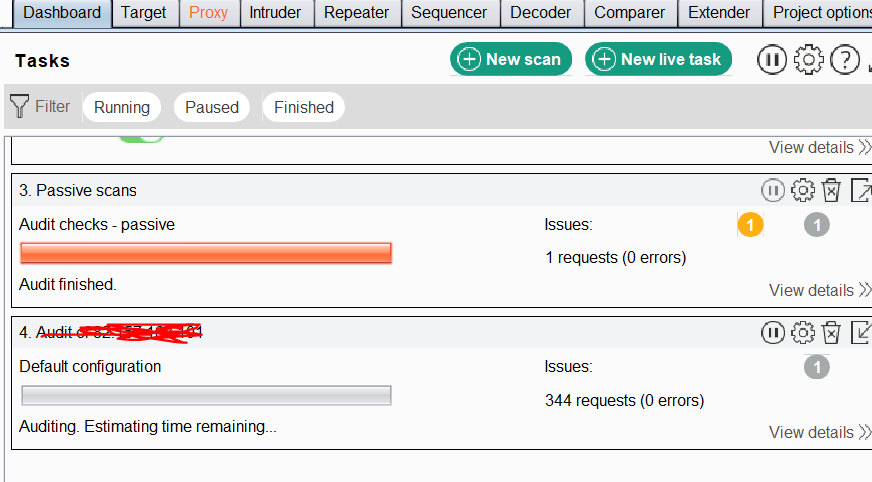 Dashboard Target Proxy Intruder Repeater Sequencer Decoder Comparer Extender Project options
Tasks New scan New live task ?
Filter Running Paused Finished
View details
3. Passive scans
Audit checks - passive Issues: 1 1
1 requests (0 errors)
Audit finished.
View details
4. Audit of
Default configuration Issues: 1
344 requests (0 errors)
Auditing. Estimating time remaining...
View details